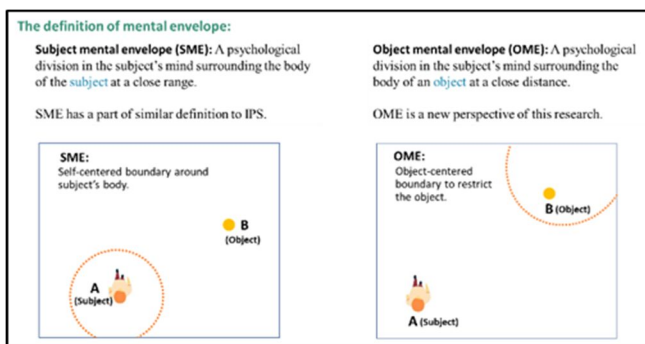 The definition of mental envelope:
Subject mental envelope (SME): A psychological
division in the subject's mind surrounding the body
of the subject at a close range.
SME has a part of similar definition to IPS.
Object mental envelope (OME): A psychological
division in the subject's mind surrounding the
body of an object at a close distance.
OME is a new perspective of this research.
SME:
Self-centered boundary around
subject's body.
B
(Object)
A
(Subject)
OME:
Object-centered
boundary to restrict
the object.
B (Object)
A (Subject)